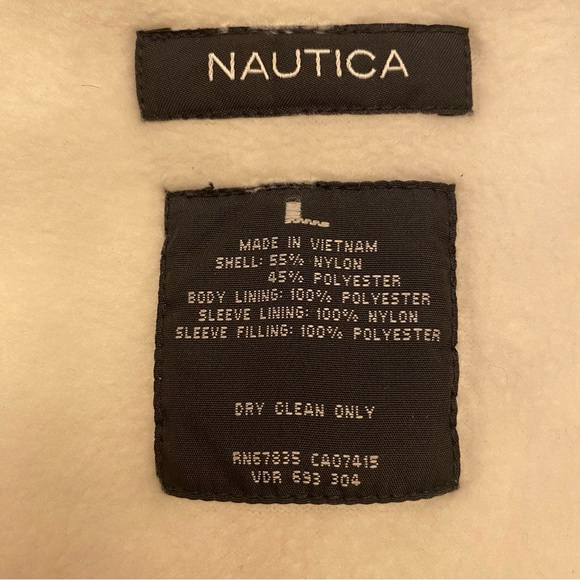 NAUTICA
L
MADE IN VIETNAM
SHELL: 55% NYLON
45% POLYESTER
BODY LINING: 100% POLYESTER
SLEEVE LINING: 100% NYLON
SLEEVE FILLING: 100% POLYESTER
DRY CLEAN ONLY
RN67835 CA07415
VDR 693 304